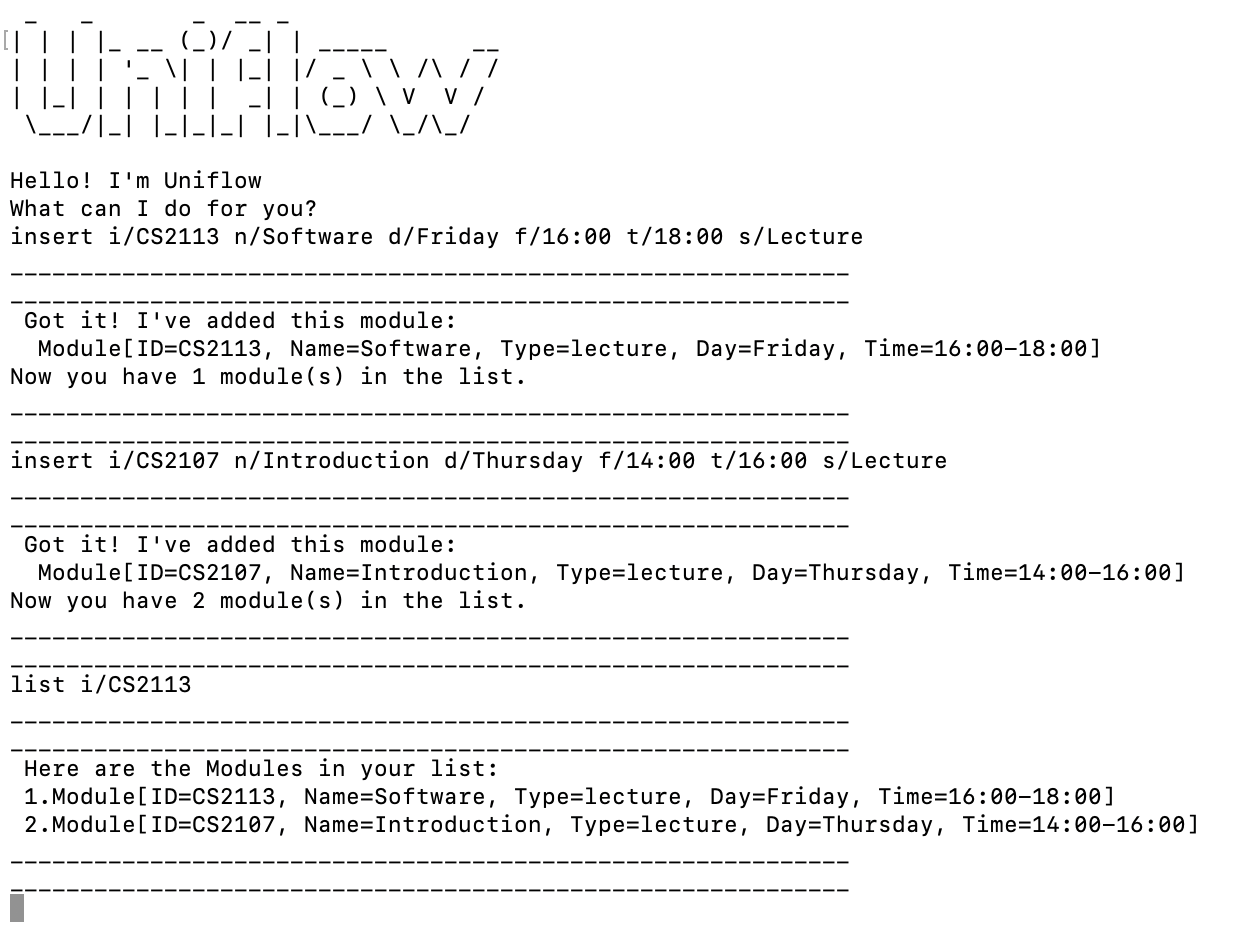 _    _       _  __ _
| | | |_ __ (_)/ _| | _____      __
| | | | '_ \| | |_| |/ _ \ \ /\ / /
| |_| | | | | |  _| | (_) \ V  V /
 \___/|_| |_|_|_| |_|\___/ \_/\_/
Hello! I'm Uniflow
What can I do for you?
insert i/CS2113 n/Software d/Friday f/16:00 t/18:00 s/Lecture
____________________________________________________________
____________________________________________________________
 Got it! I've added this module:
  Module[ID=CS2113, Name=Software, Type=lecture, Day=Friday, Time=16:00–18:00]
Now you have 1 module(s) in the list.
____________________________________________________________
____________________________________________________________
insert i/CS2107 n/Introduction d/Thursday f/14:00 t/16:00 s/Lecture
____________________________________________________________
____________________________________________________________
 Got it! I've added this module:
  Module[ID=CS2107, Name=Introduction, Type=lecture, Day=Thursday, Time=14:00–16:00]
Now you have 2 module(s) in the list.
____________________________________________________________
____________________________________________________________
list i/CS2113
____________________________________________________________
____________________________________________________________
 Here are the Modules in your list:
 1.Module[ID=CS2113, Name=Software, Type=lecture, Day=Friday, Time=16:00–18:00]
 2.Module[ID=CS2107, Name=Introduction, Type=lecture, Day=Thursday, Time=14:00–16:00]
____________________________________________________________
____________________________________________________________